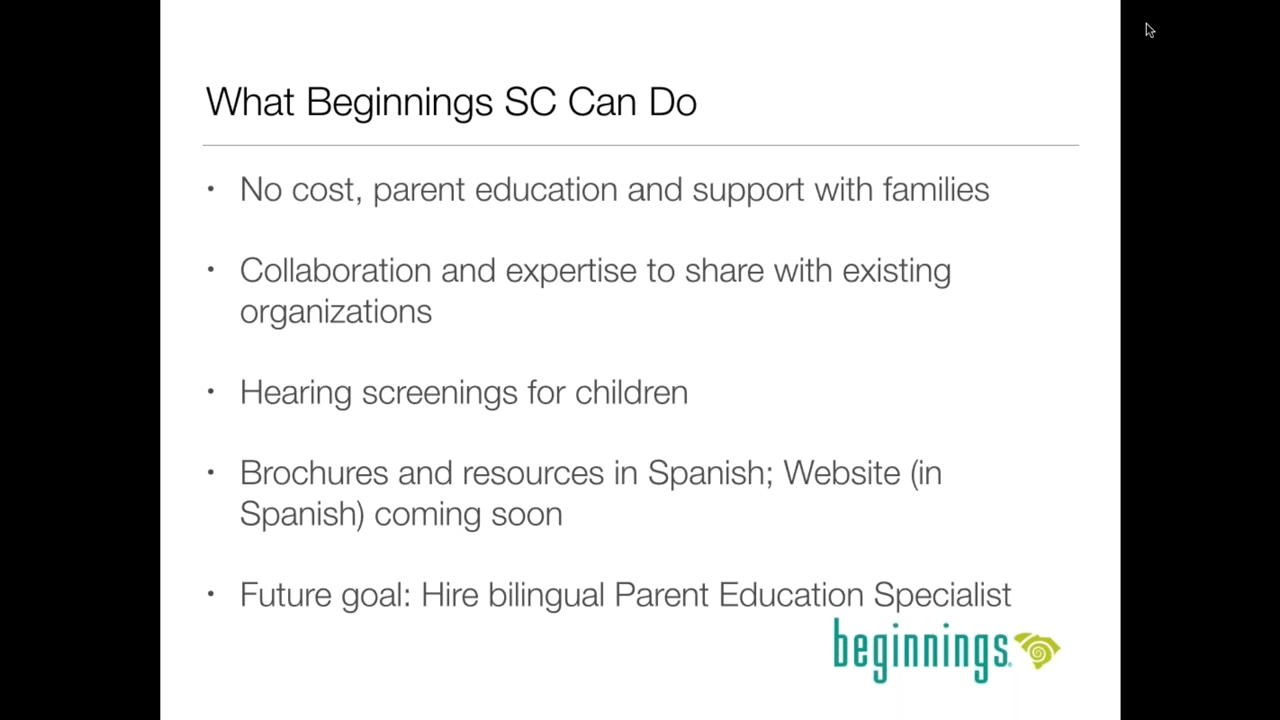 What Beginnings SC Can Do
• No cost, parent education and support with families
• Collaboration and expertise to share with existing
organizations
• Hearing screenings for children
• Brochures and resources in Spanish; Website (in
Spanish) coming soon
• Future goal: Hire bilingual Parent Education Specialist
beginnings®